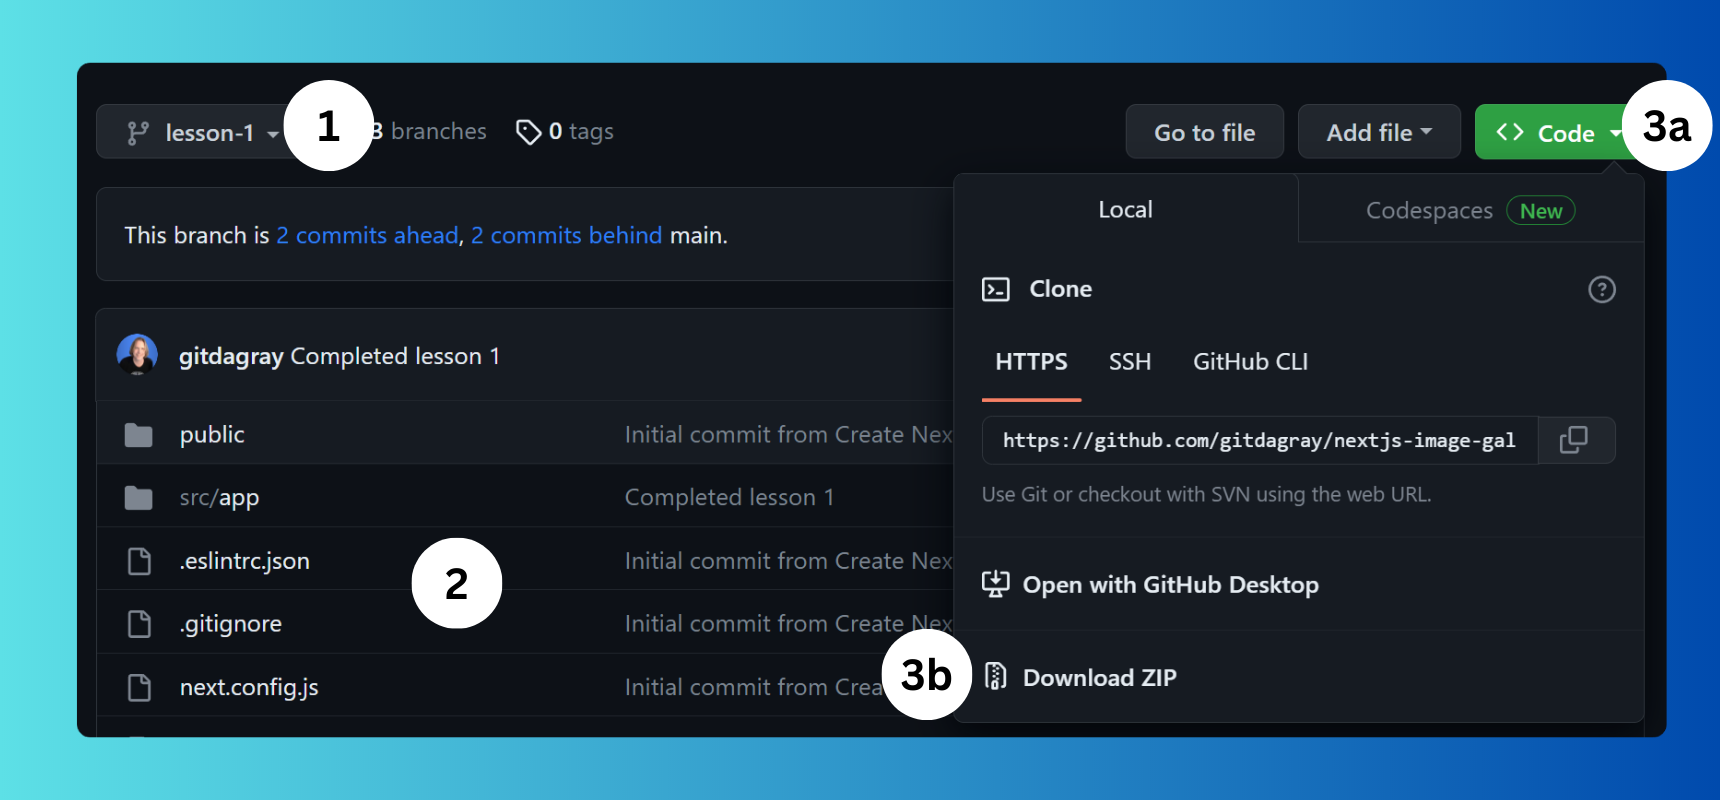 lesson-1
1
3 branches
0 tags
Go to file
Add file
Code
3a
This branch is 2 commits ahead, 2 commits behind main.
gitdagray Completed lesson 1
public Initial commit from Create Nex
src/app Completed lesson 1
.eslintrc.json Initial commit from Create Nex
2
.gitignore Initial commit from Create Nex
next.config.js Initial commit from Crea
Local
Codespaces New
Clone
HTTPS SSH GitHub CLI
https://github.com/gitdagray/nextjs-image-gal
Use Git or checkout with SVN using the web URL.
Open with GitHub Desktop
3b
Download ZIP